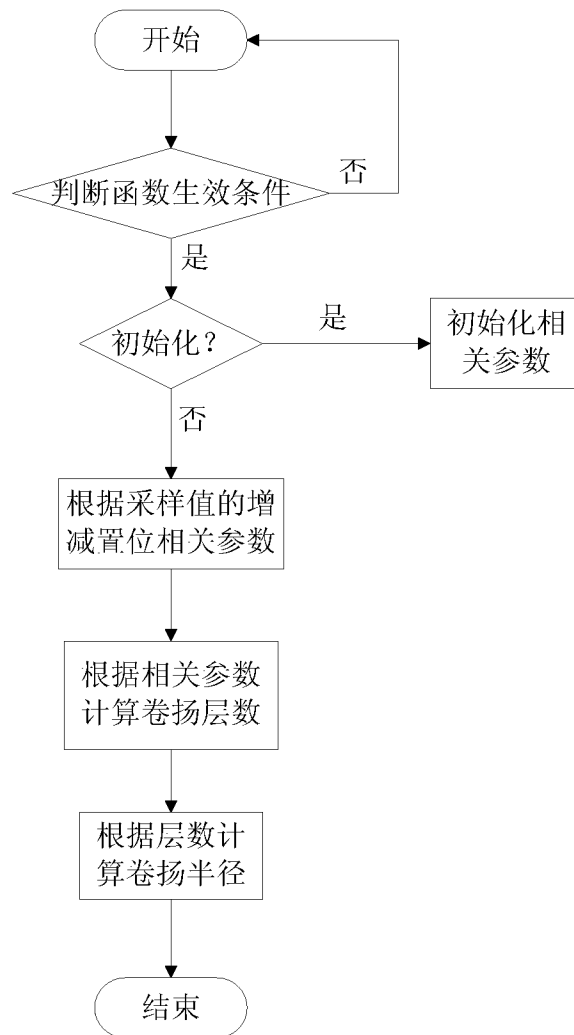 开始
判断函数生效条件
否
是
初始化？
是
初始化相
关参数
否
根据采样值的增
减置位相关参数
根据相关参数
计算卷扬层数
根据层数计
算卷扬半径
结束